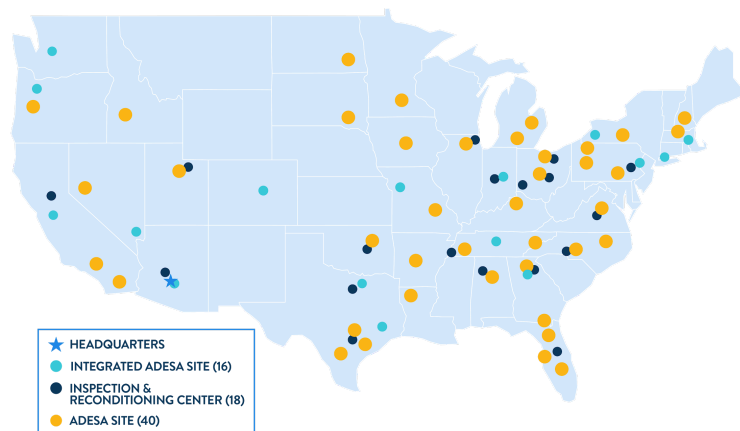 HEADQUARTERS
INTEGRATED ADESA SITE (16)
INSPECTION &
RECONDITIONING CENTER (18)
ADESA SITE (40)